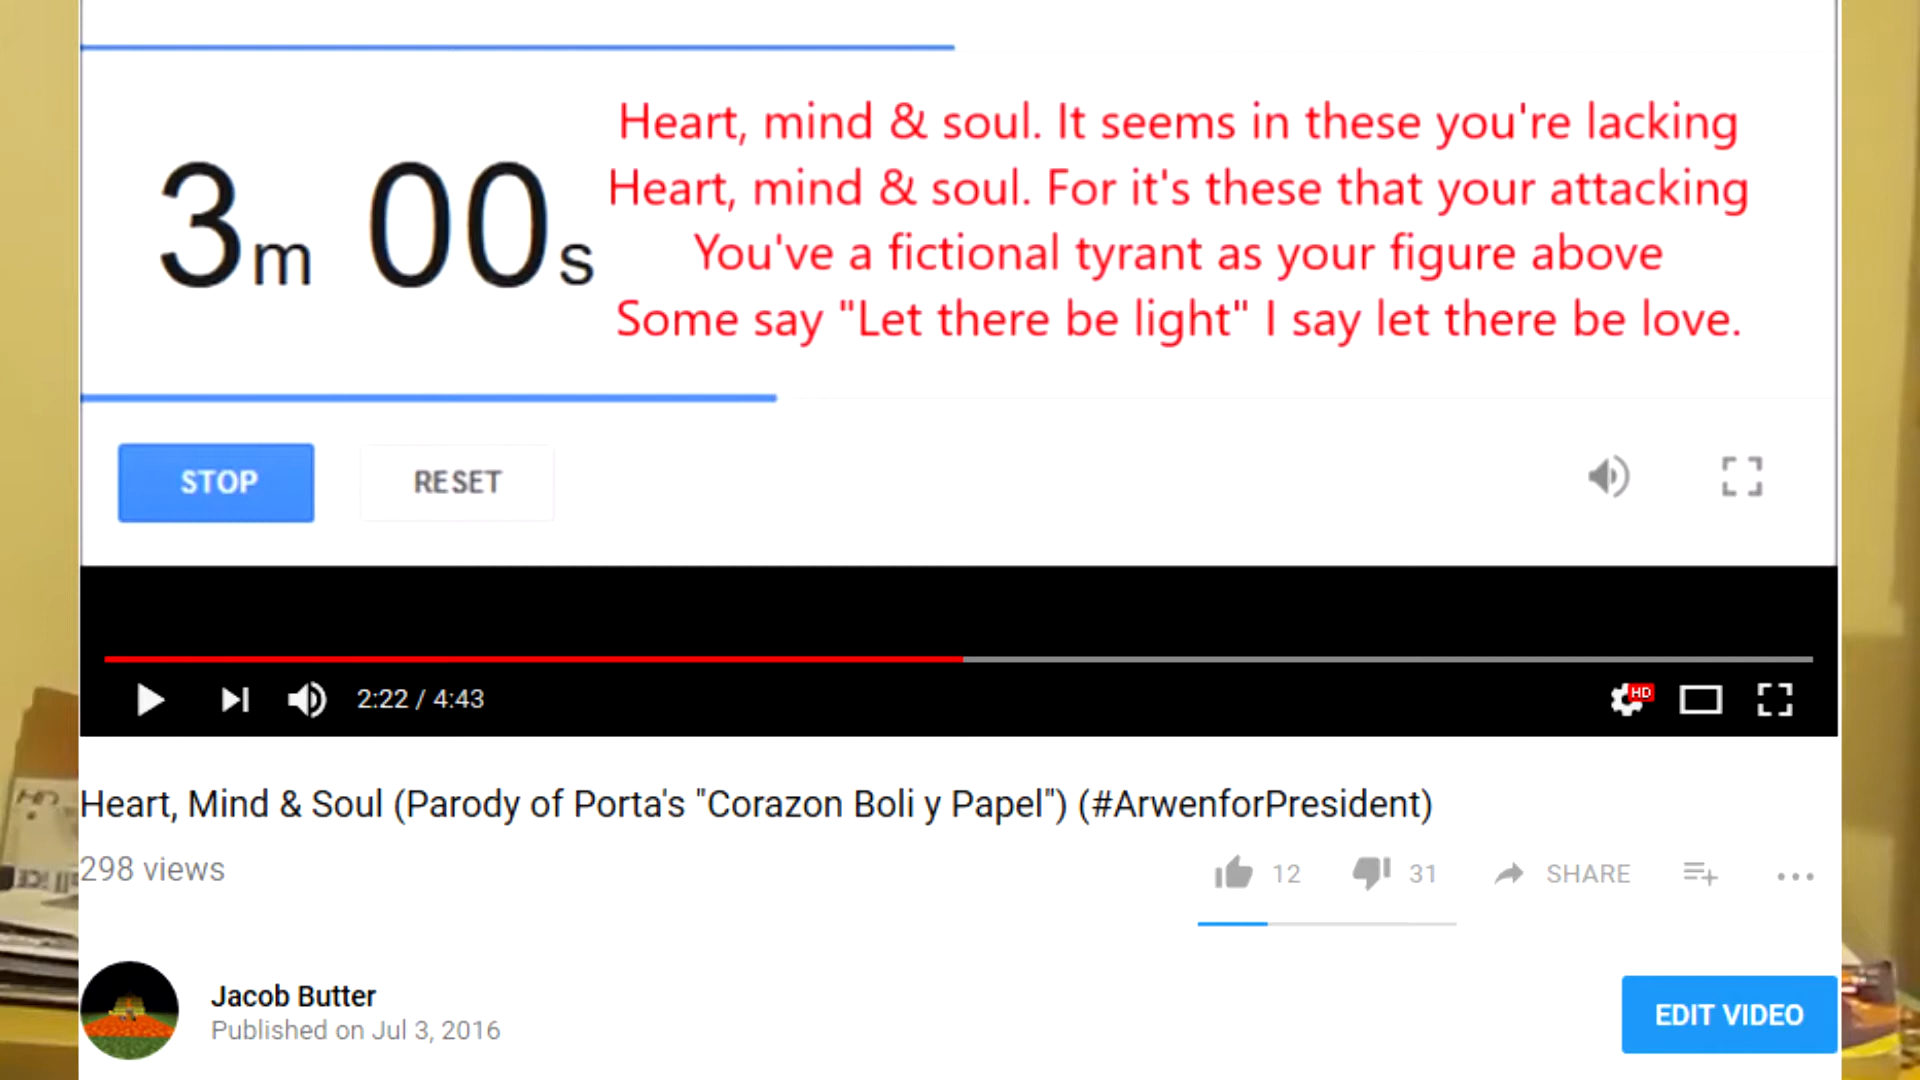 Heart, mind & soul. It seems in these you're lacking
Heart, mind & soul. For it's these that your attacking
You've a fictional tyrant as your figure above
Some say "Let there be light" I say let there be love.
3m 00s
STOP RESET
2:22 / 4:43
HD
Heart, Mind & Soul (Parody of Porta's "Corazon Boli y Papel") (#ArwenforPresident)
298 views
12 31 SHARE
Jacob Butter
Published on Jul 3, 2016
EDIT VIDEO